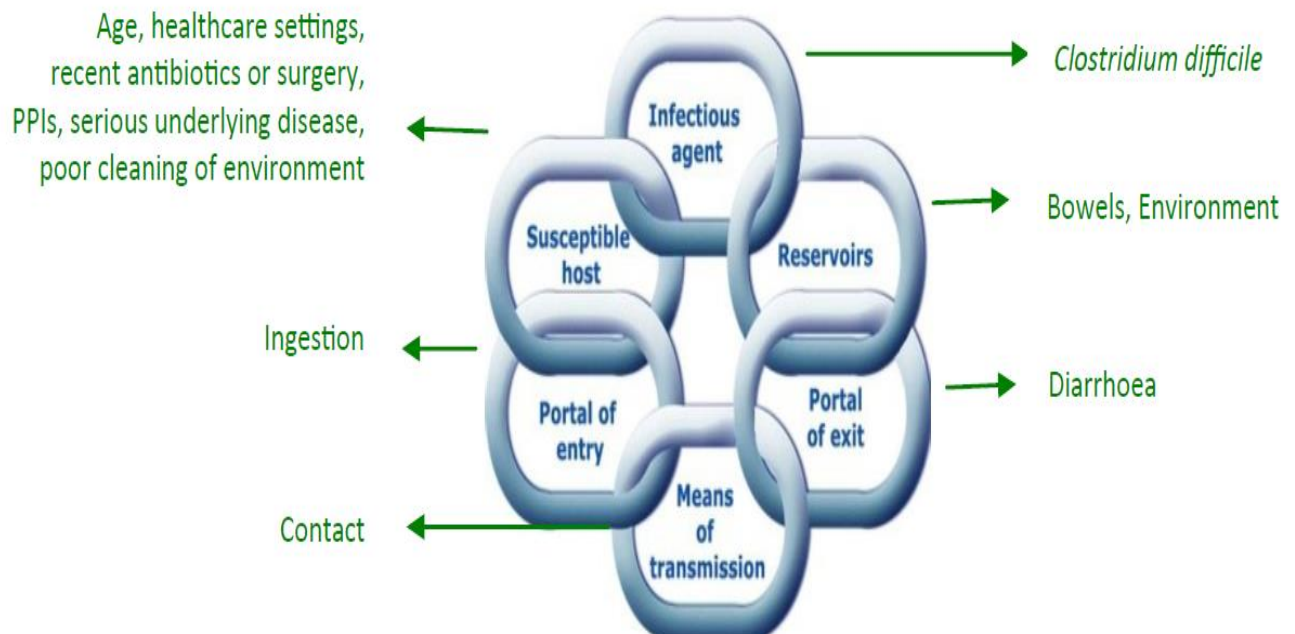 Age, healthcare settings,
recent antibiotics or surgery,
PPIs, serious underlying disease,
poor cleaning of environment
Clostridium difficile
Infectious
agent
Susceptible
host
Reservoirs
Bowels, Environment
Ingestion
Portal of
entry
Portal
of exit
Diarrhoea
Contact
Means
of
transmission